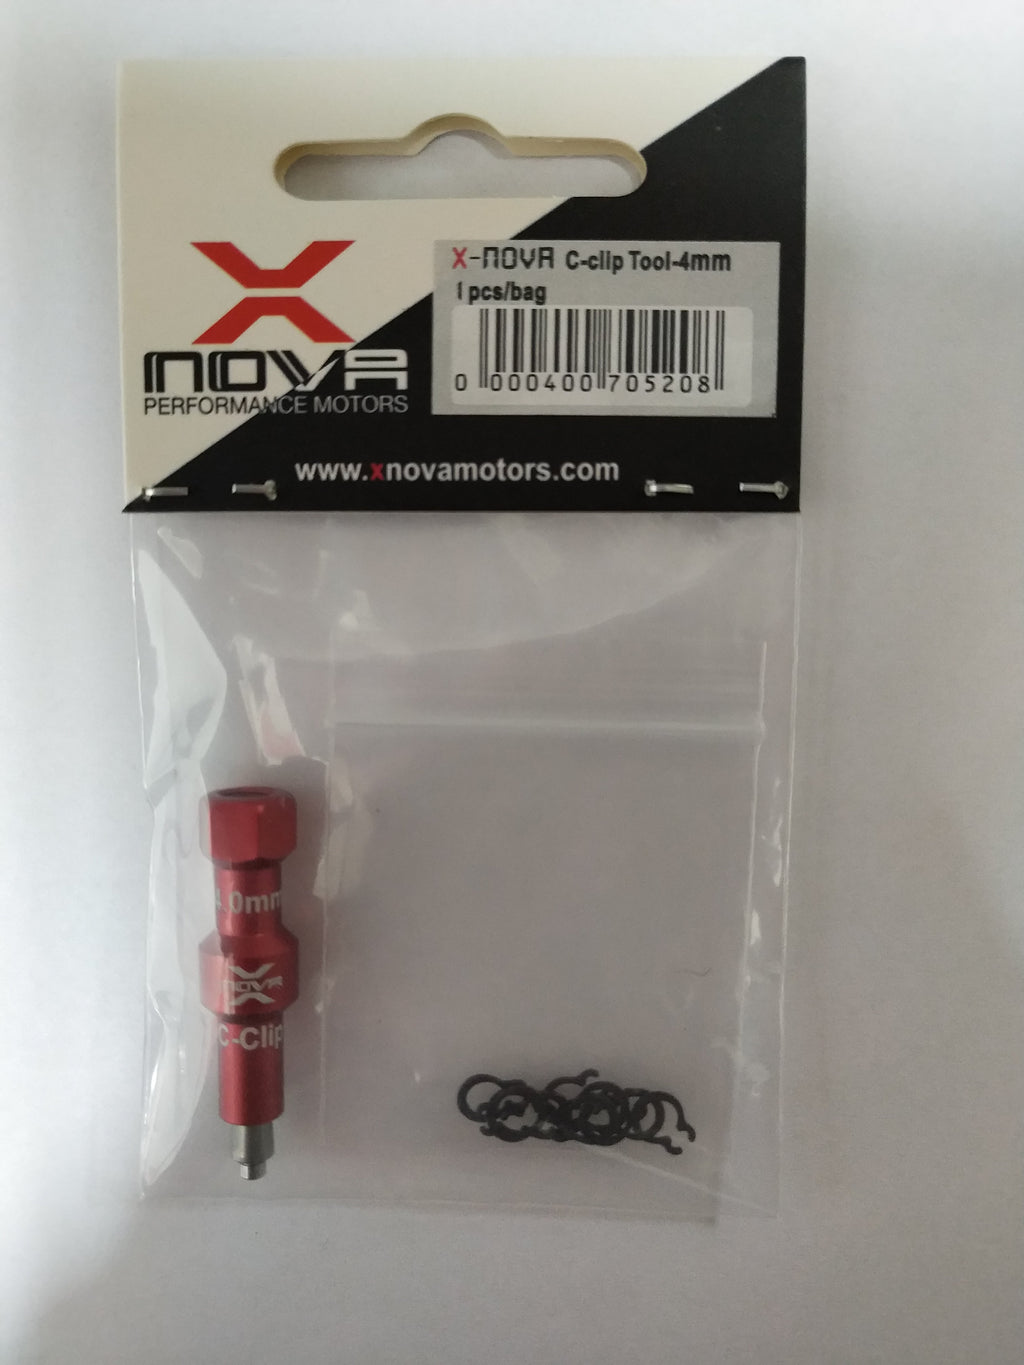 X
NOVA
PERFORMANCE MOTORS
X-NOVA C-clip Tool-4mm
1 pcs/bag
0 000400 705208
www.xnovamotors.com
4.0mm
X
NOVA
C-Clip